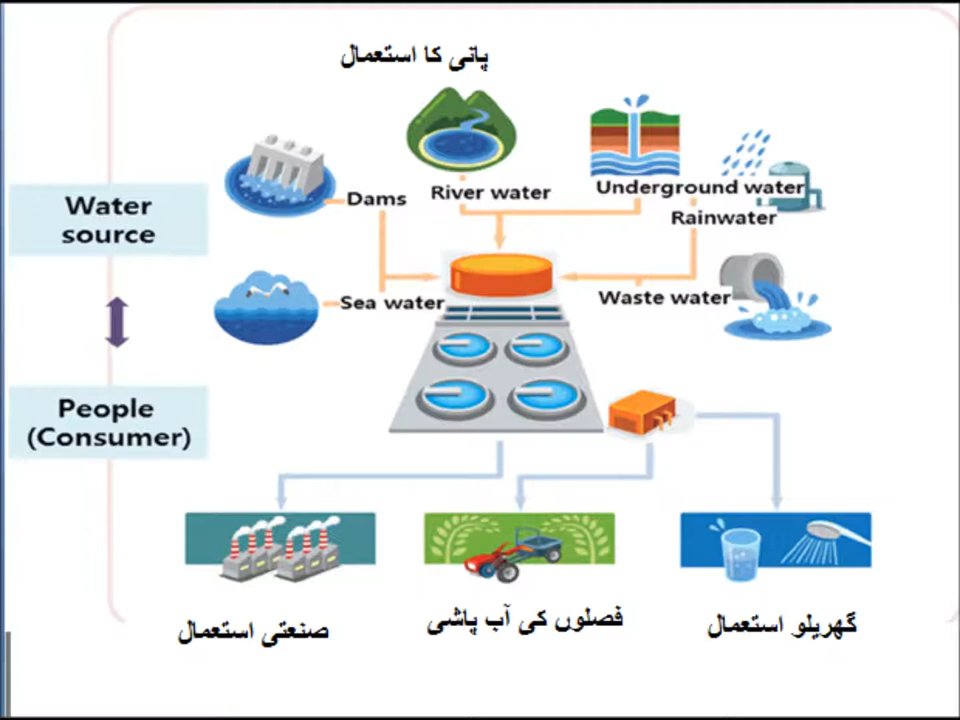 پانی کا استعمال
River water
Underground water
Dams
Rainwater
Water
source
Sea water
Waste water
People
(Consumer)
صنعتی استعمال
فصلوں کی آب پاشی
گھریلو استعمال